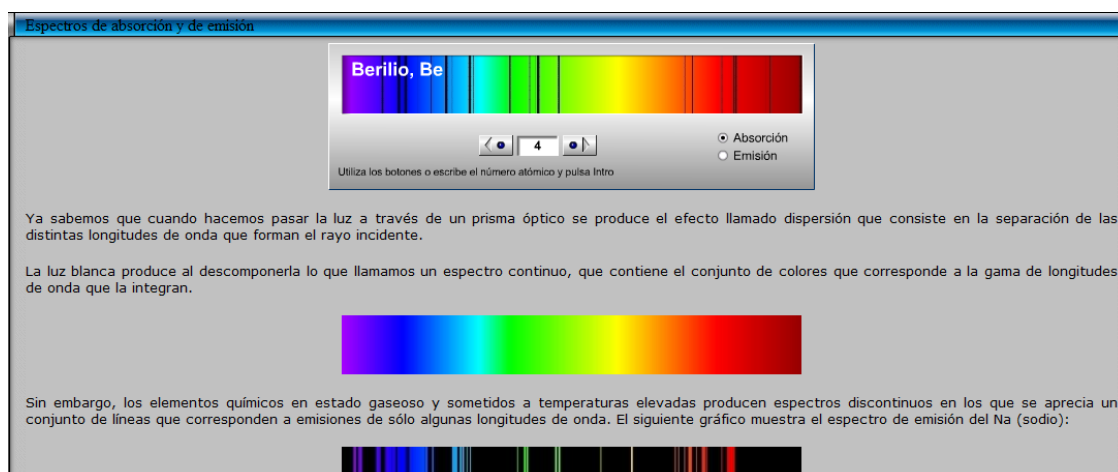 Espectros de absorción y de emisión
Berilio, Be
4
Absorción
Emisión
Utiliza los botones o escribe el número atómico y pulsa Intro
Ya sabemos que cuando hacemos pasar la luz a través de un prisma óptico se produce el efecto llamado dispersión que consiste en la separación de las
distintas longitudes de onda que forman el rayo incidente.
La luz blanca produce al descomponerla lo que llamamos un espectro continuo, que contiene el conjunto de colores que corresponde a la gama de longitudes
de onda que la integran.
Sin embargo, los elementos químicos en estado gaseoso y sometidos a temperaturas elevadas producen espectros discontinuos en los que se aprecia un
conjunto de líneas que corresponden a emisiones de sólo algunas longitudes de onda. El siguiente gráfico muestra el espectro de emisión del Na (sodio):